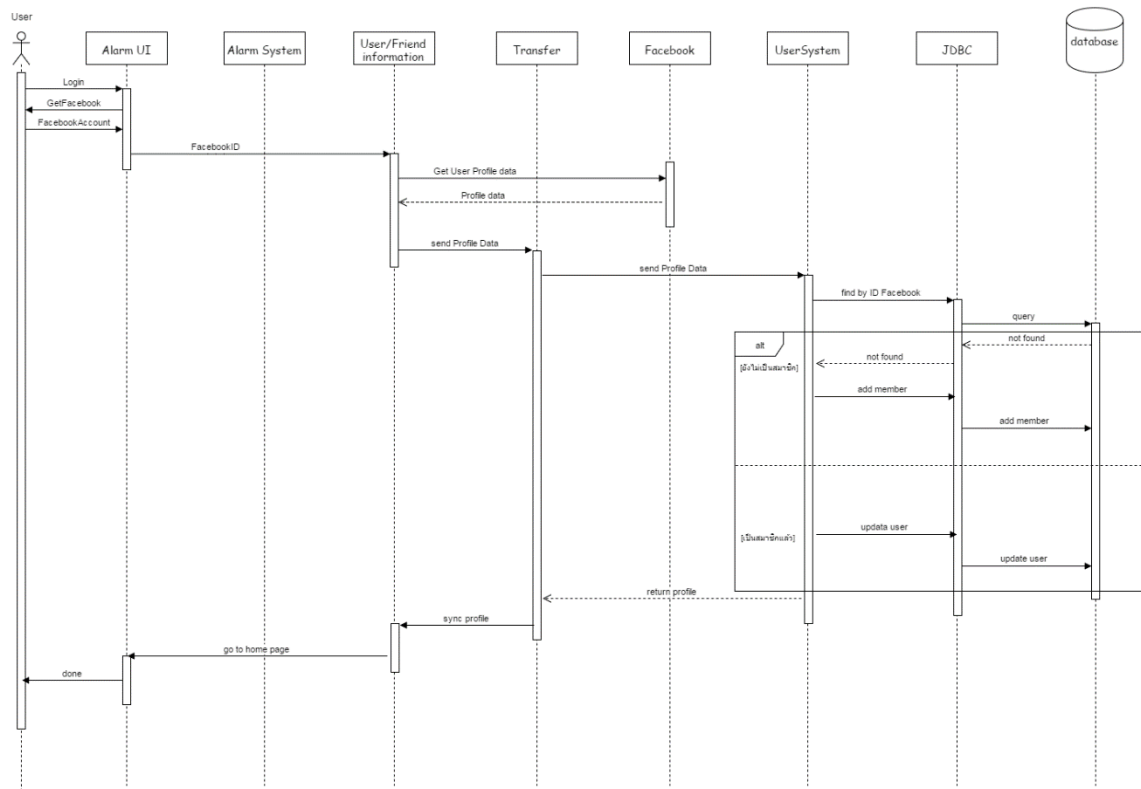 User
Alarm UI
Alarm System
User/Friend
information
Transfer
Facebook
UserSystem
JDBC
database
Login
GetFacebook
FacebookAccount
FacebookID
Get User Profile data
Profile data
send Profile Data
send Profile Data
find by ID Facebook
query
alt
not found
not found
[ยังไม่เป็นสมาชิก]
add member
add member
[เป็นสมาชิกแล้ว]
updata user
update user
return profile
sync profile
go to home page
done